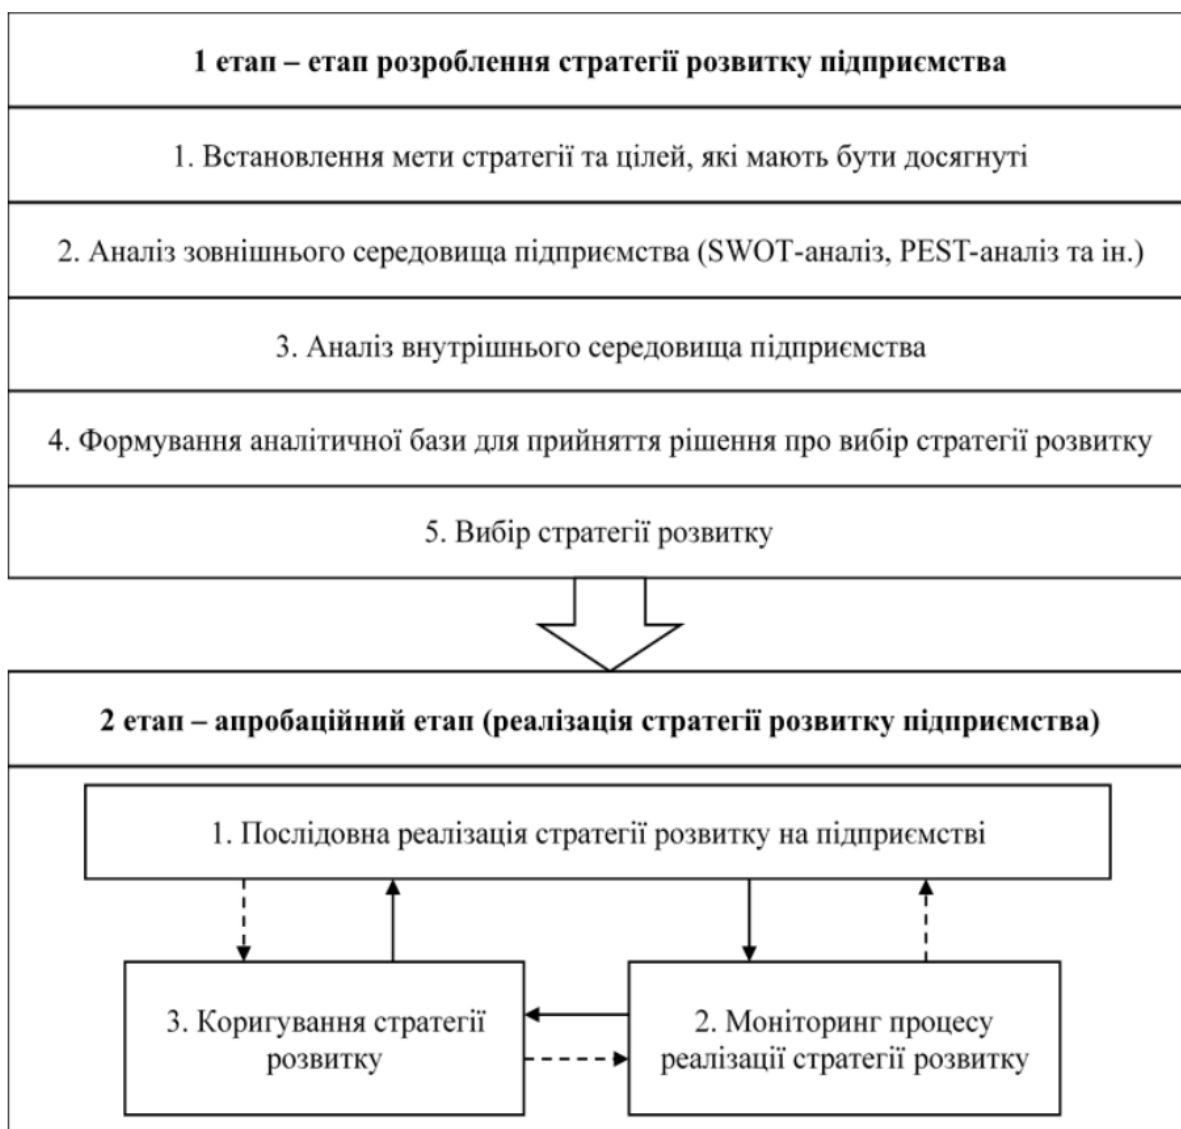 1 етап – етап розроблення стратегії розвитку підприємства
1. Встановлення мети стратегії та цілей, які мають бути досягнуті
2. Аналіз зовнішнього середовища підприємства (SWOT-аналіз, PEST-аналіз та ін.)
3. Аналіз внутрішнього середовища підприємства
4. Формування аналітичної бази для прийняття рішення про вибір стратегії розвитку
5. Вибір стратегії розвитку
2 етап – апробаційний етап (реалізація стратегії розвитку підприємства)
1. Послідовна реалізація стратегії розвитку на підприємстві
3. Коригування стратегії
розвитку
2. Моніторинг процесу
реалізації стратегії розвитку